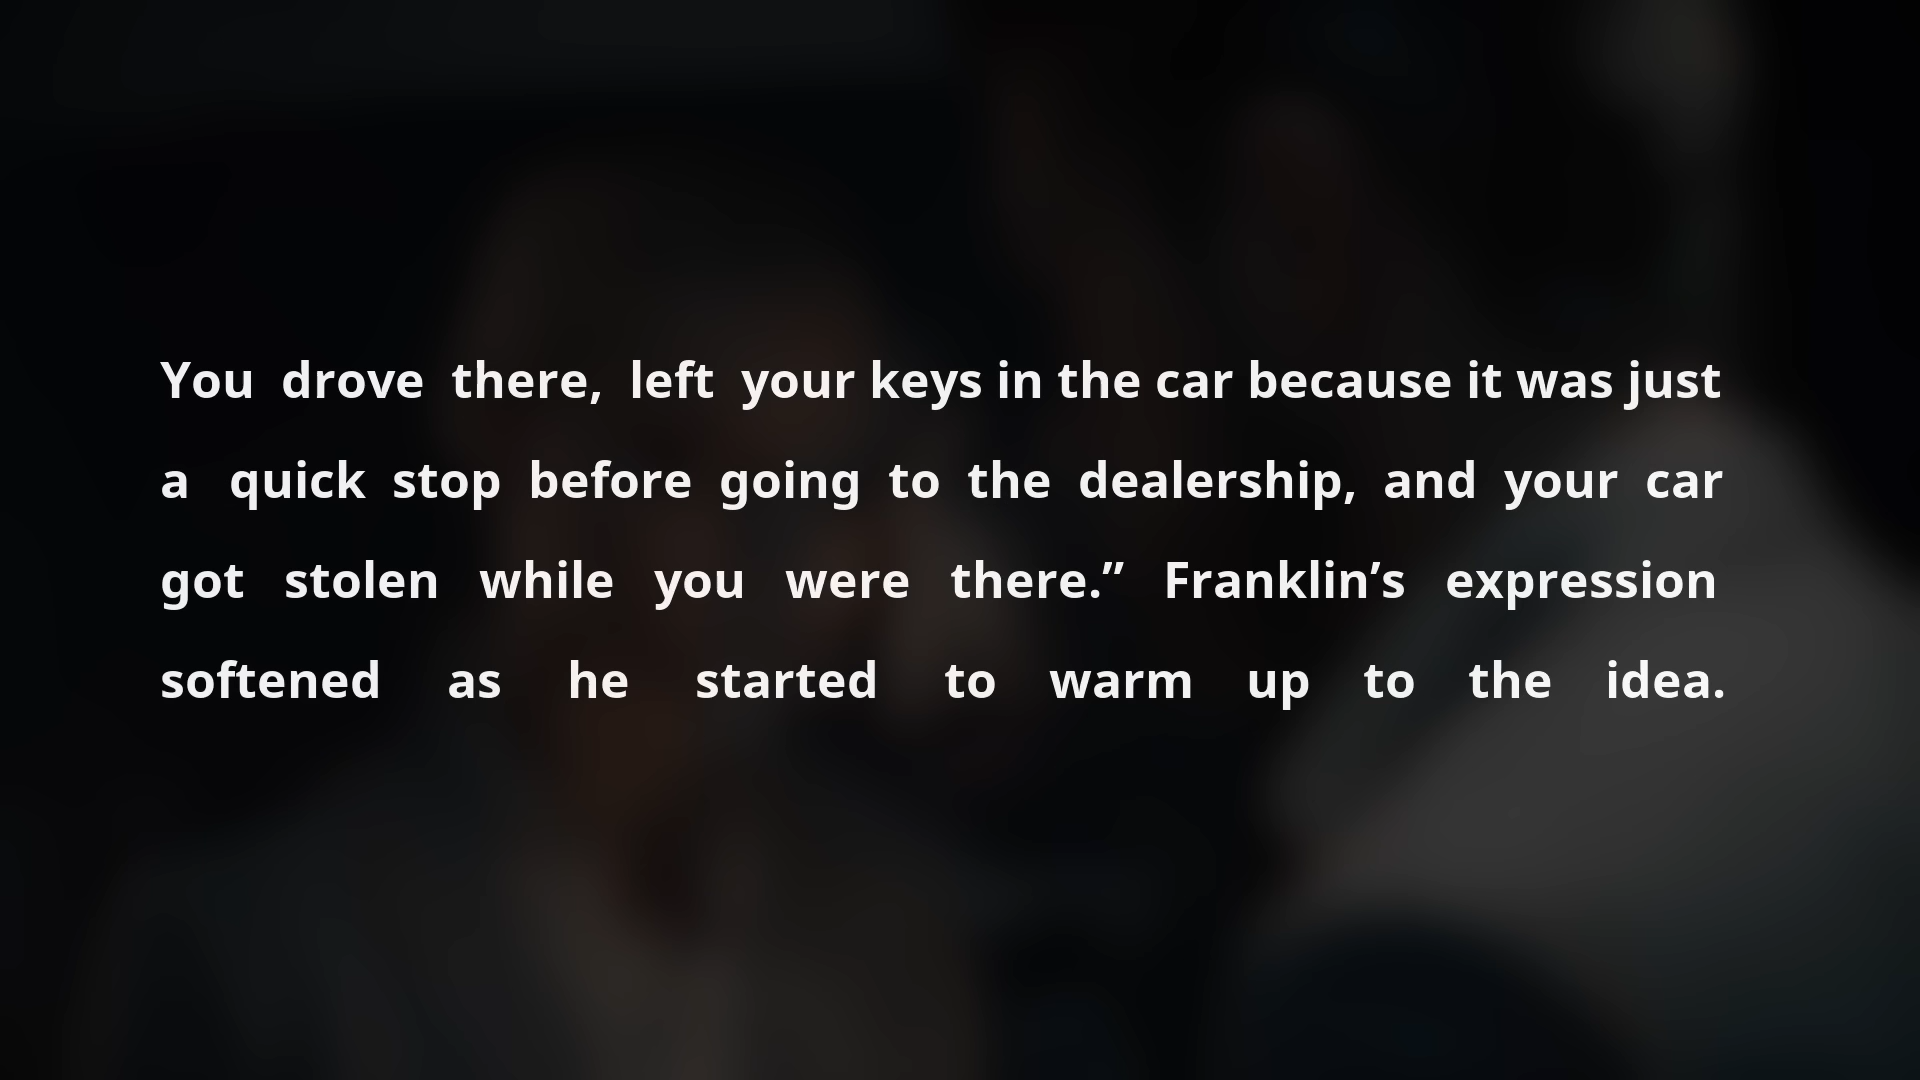 You drove there, left your keys in the car because it was just
a quick stop before going to the dealership, and your car
got stolen while you were there.” Franklin’s expression
softened as he started to warm up to the idea.